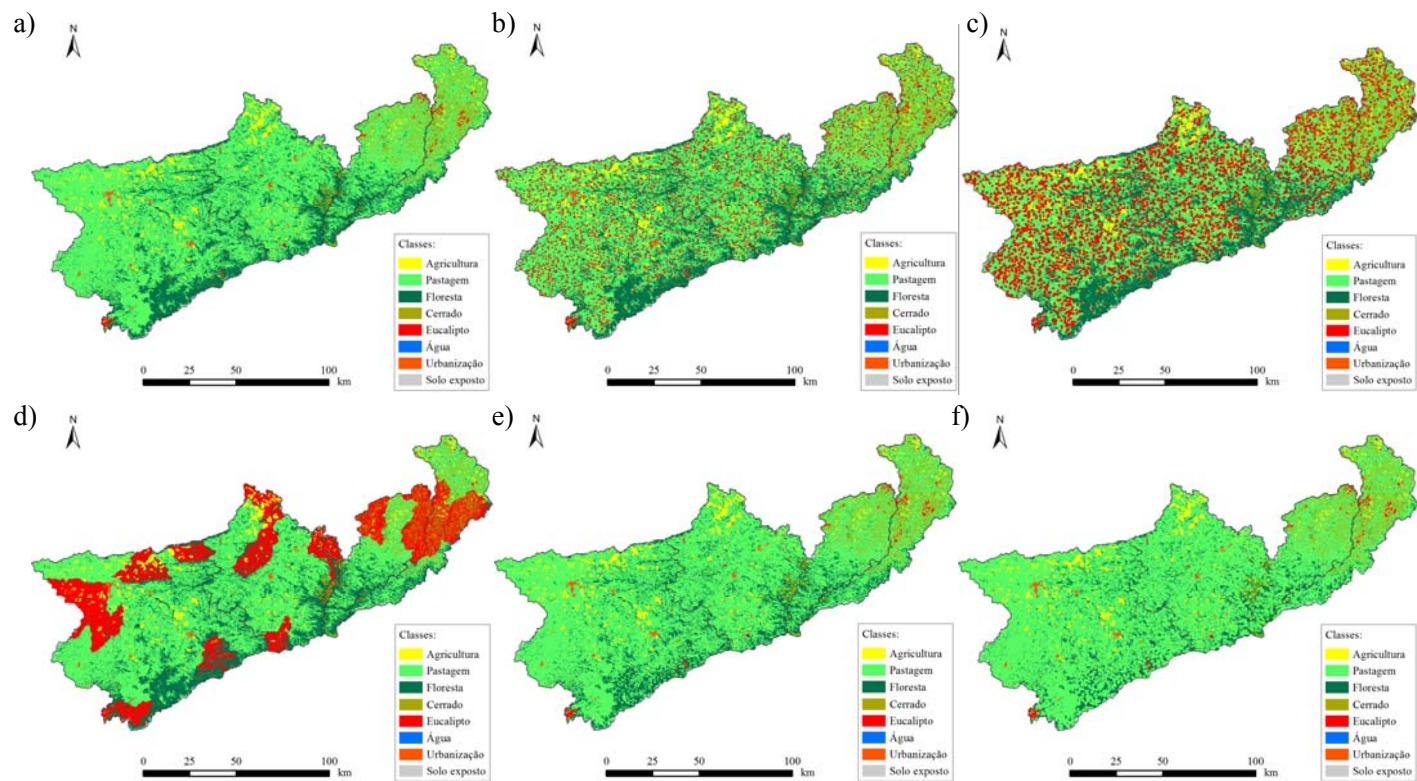 a)
N
Classes:
Agricultura
Pastagem
Floresta
Cerrado
Eucalipto
Água
Urbanização
Solo exposto
0 25 50 100
km
b)
N
Classes:
Agricultura
Pastagem
Floresta
Cerrado
Eucalipto
Água
Urbanização
Solo exposto
0 25 50 100
km
c)
N
Classes:
Agricultura
Pastagem
Floresta
Cerrado
Eucalipto
Água
Urbanização
Solo exposto
0 25 50 100
km
d)
N
Classes:
Agricultura
Pastagem
Floresta
Cerrado
Eucalipto
Água
Urbanização
Solo exposto
0 25 50 100
km
e)
N
Classes:
Agricultura
Pastagem
Floresta
Cerrado
Eucalipto
Água
Urbanização
Solo exposto
0 25 50 100
km
f)
N
Classes:
Agricultura
Pastagem
Floresta
Cerrado
Eucalipto
Água
Urbanização
Solo exposto
0 25 50 100
km